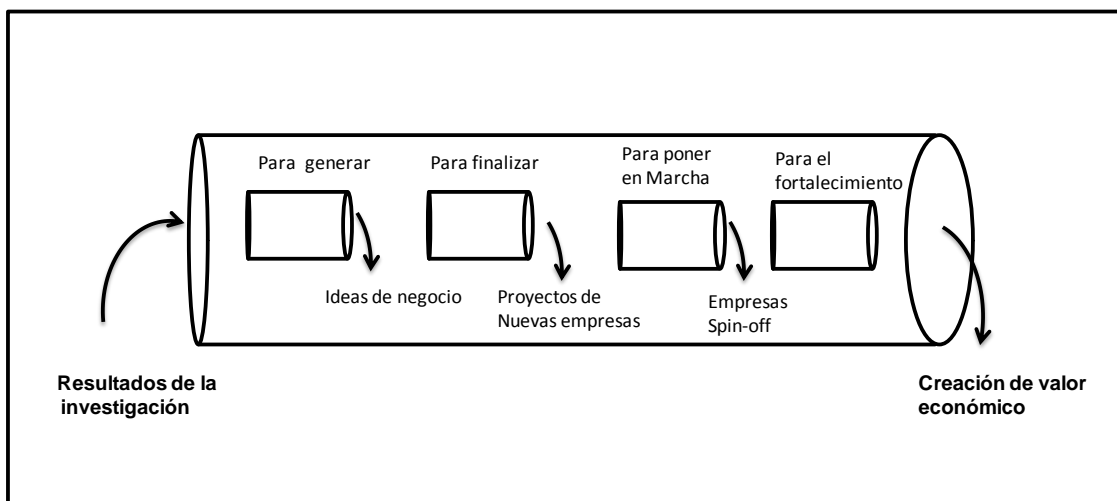 Para generar
Para finalizar
Para poner
en Marcha
Para el
fortalecimiento
Ideas de negocio
Proyectos de
Nuevas empresas
Empresas
Spin-off
Resultados de la
investigación
Creación de valor
económico